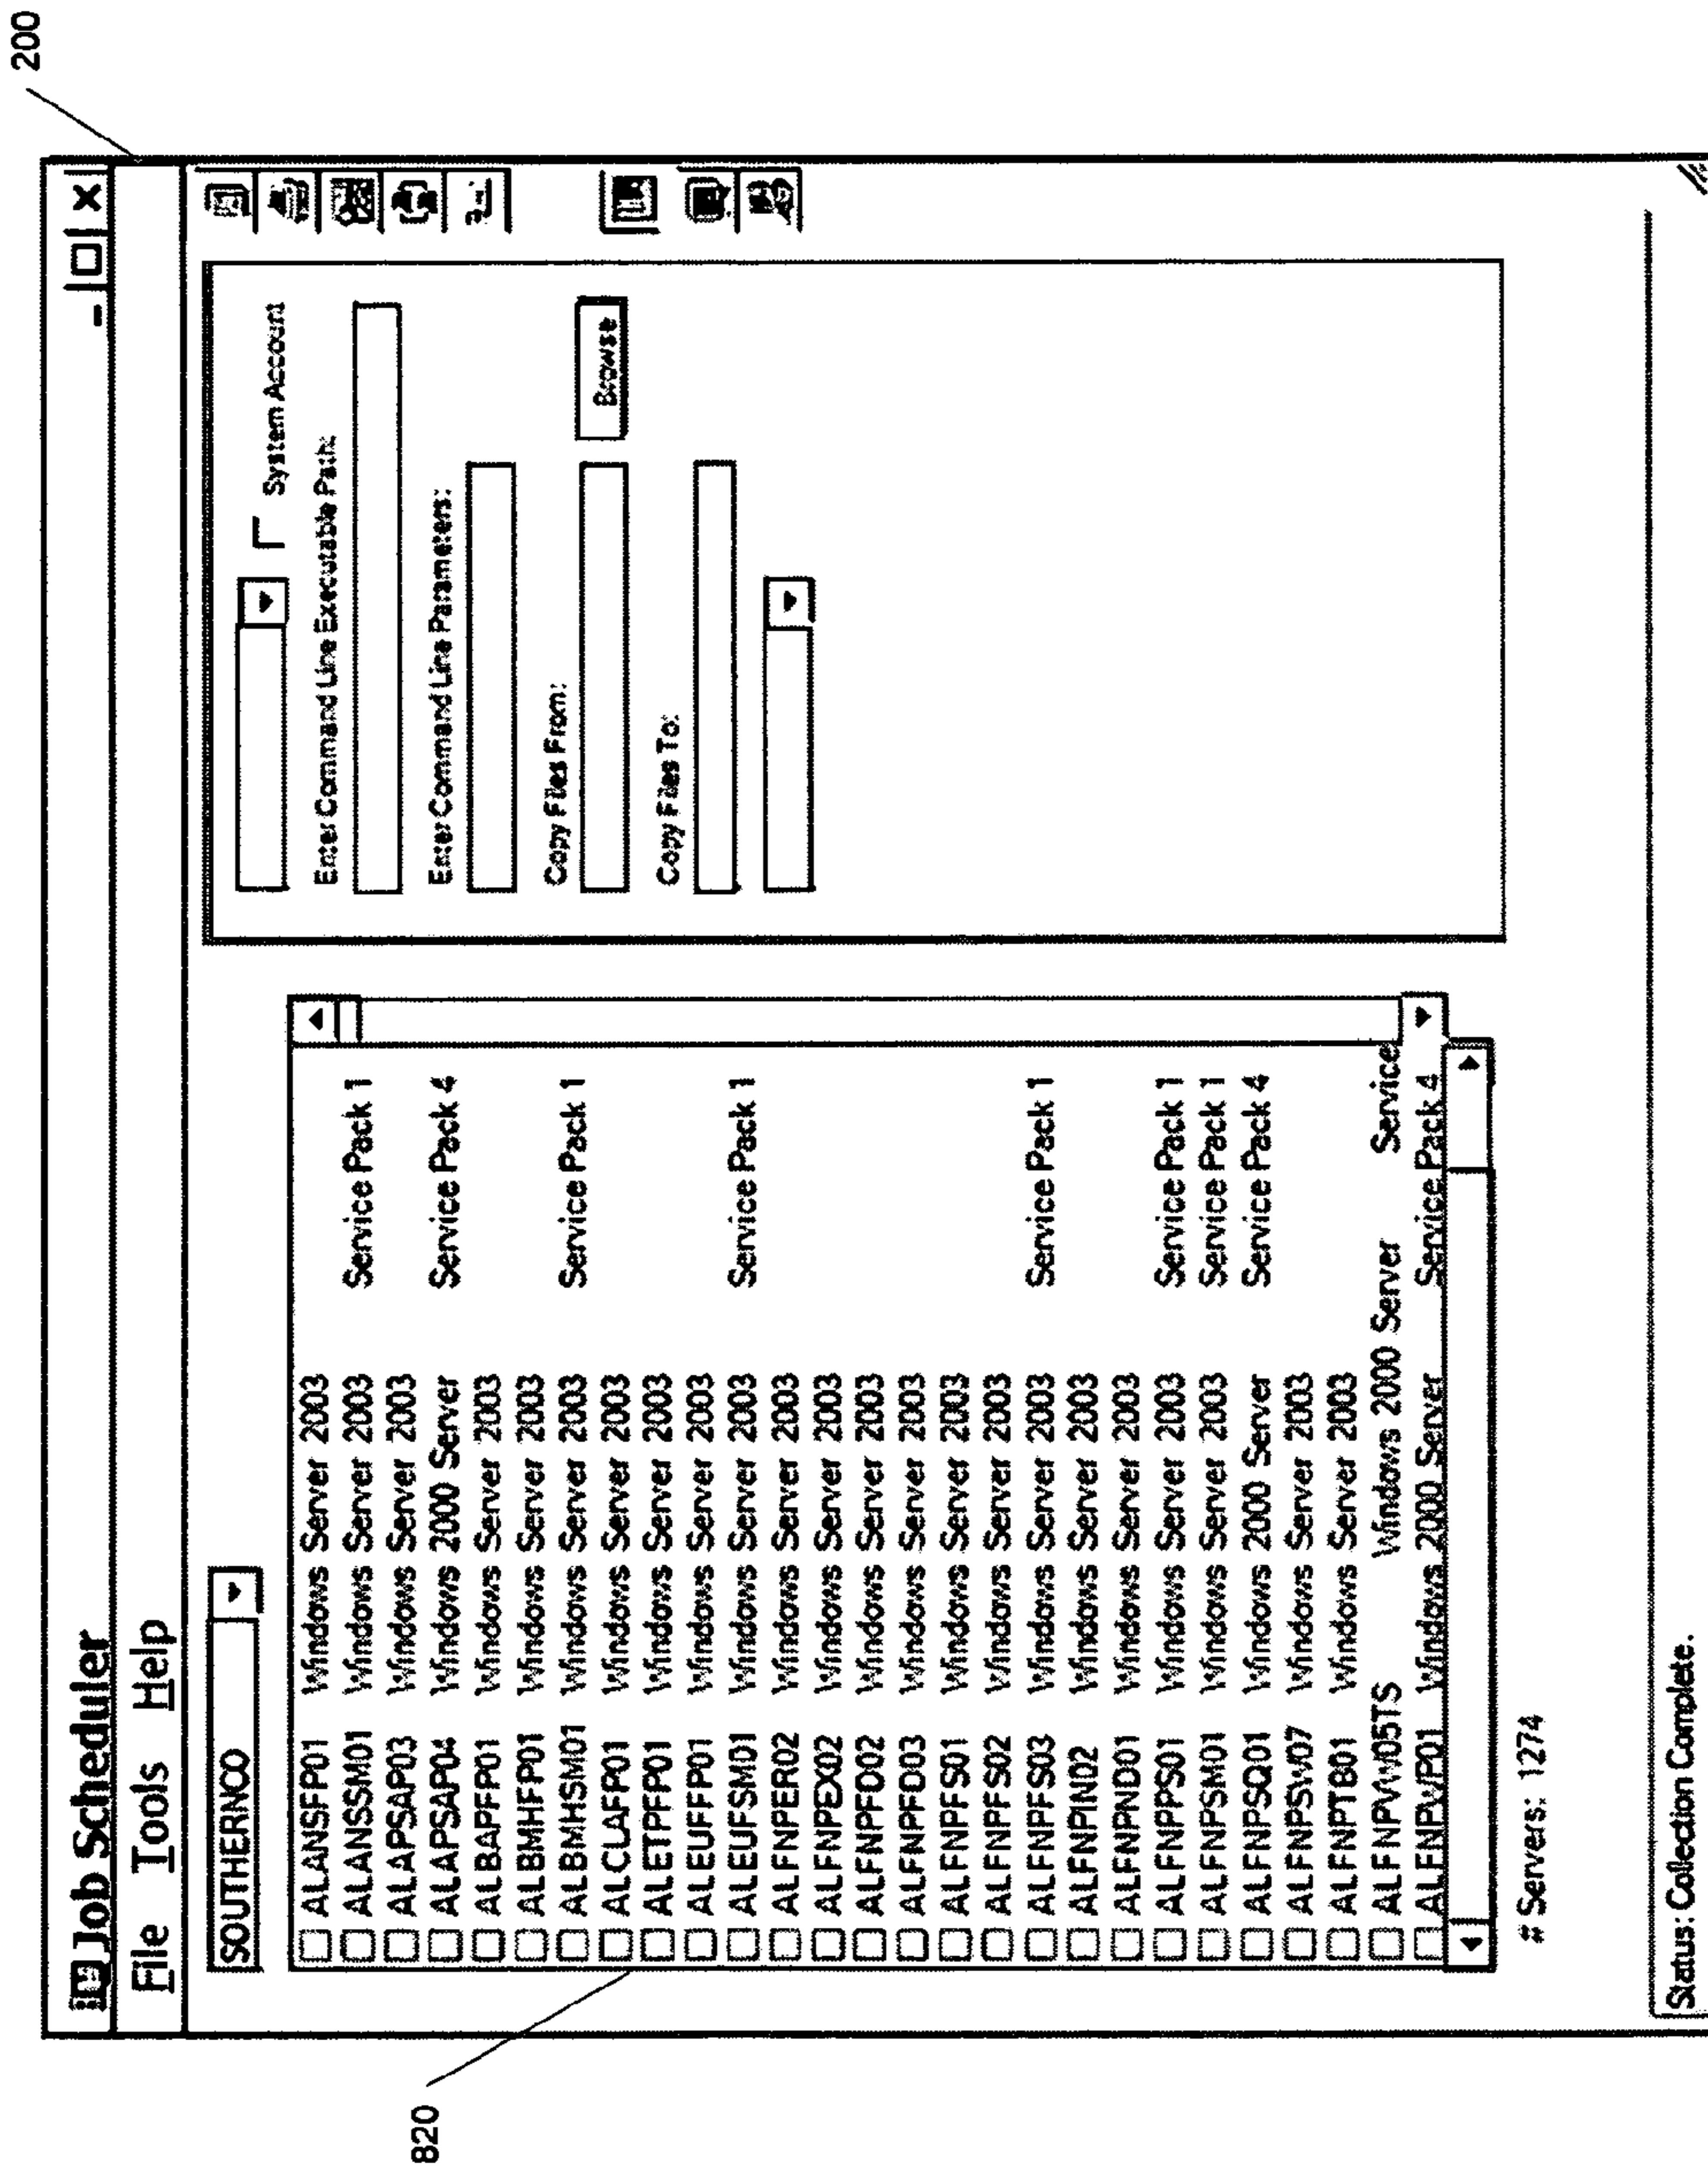 200
Job Scheduler
File Tools Help
SOUTHERNCO
ALANSFP01 Windows Server 2003
ALANSSM01 Windows Server 2003 Service Pack 1
ALAPSAP03 Windows Server 2003
ALAPSAP04 Windows 2000 Server Service Pack 4
ALBAPFP01 Windows Server 2003
ALBMHFP01 Windows Server 2003
ALBMHSM01 Windows Server 2003 Service Pack 1
ALCLAFP01 Windows Server 2003
ALETPFP01 Windows Server 2003
ALEUFFP01 Windows Server 2003
ALEUFSM01 Windows Server 2003 Service Pack 1
ALFNPER02 Windows Server 2003
ALFNPEX02 Windows Server 2003
ALFNPFD02 Windows Server 2003
ALFNPFD03 Windows Server 2003
ALFNPFS01 Windows Server 2003
ALFNPFS02 Windows Server 2003
ALFNPFS03 Windows Server 2003 Service Pack 1
ALFNPIN02 Windows Server 2003
ALFNPND01 Windows Server 2003
ALFNPPS01 Windows Server 2003 Service Pack 1
ALFNPSM01 Windows Server 2003 Service Pack 1
ALFNPSQ01 Windows 2000 Server Service Pack 4
ALFNPSW07 Windows Server 2003
ALFNPTB01 Windows Server 2003
ALFNPVW05TS Windows 2000 Server Service
ALFNPWP01 Windows 2000 Server Service Pack 4
# Servers: 1274
System Account
Enter Command Line Executable Path:
Enter Command Line Parameters:
Copy Files From:
Browse
Copy Files To:
Status: Collection Complete.
820